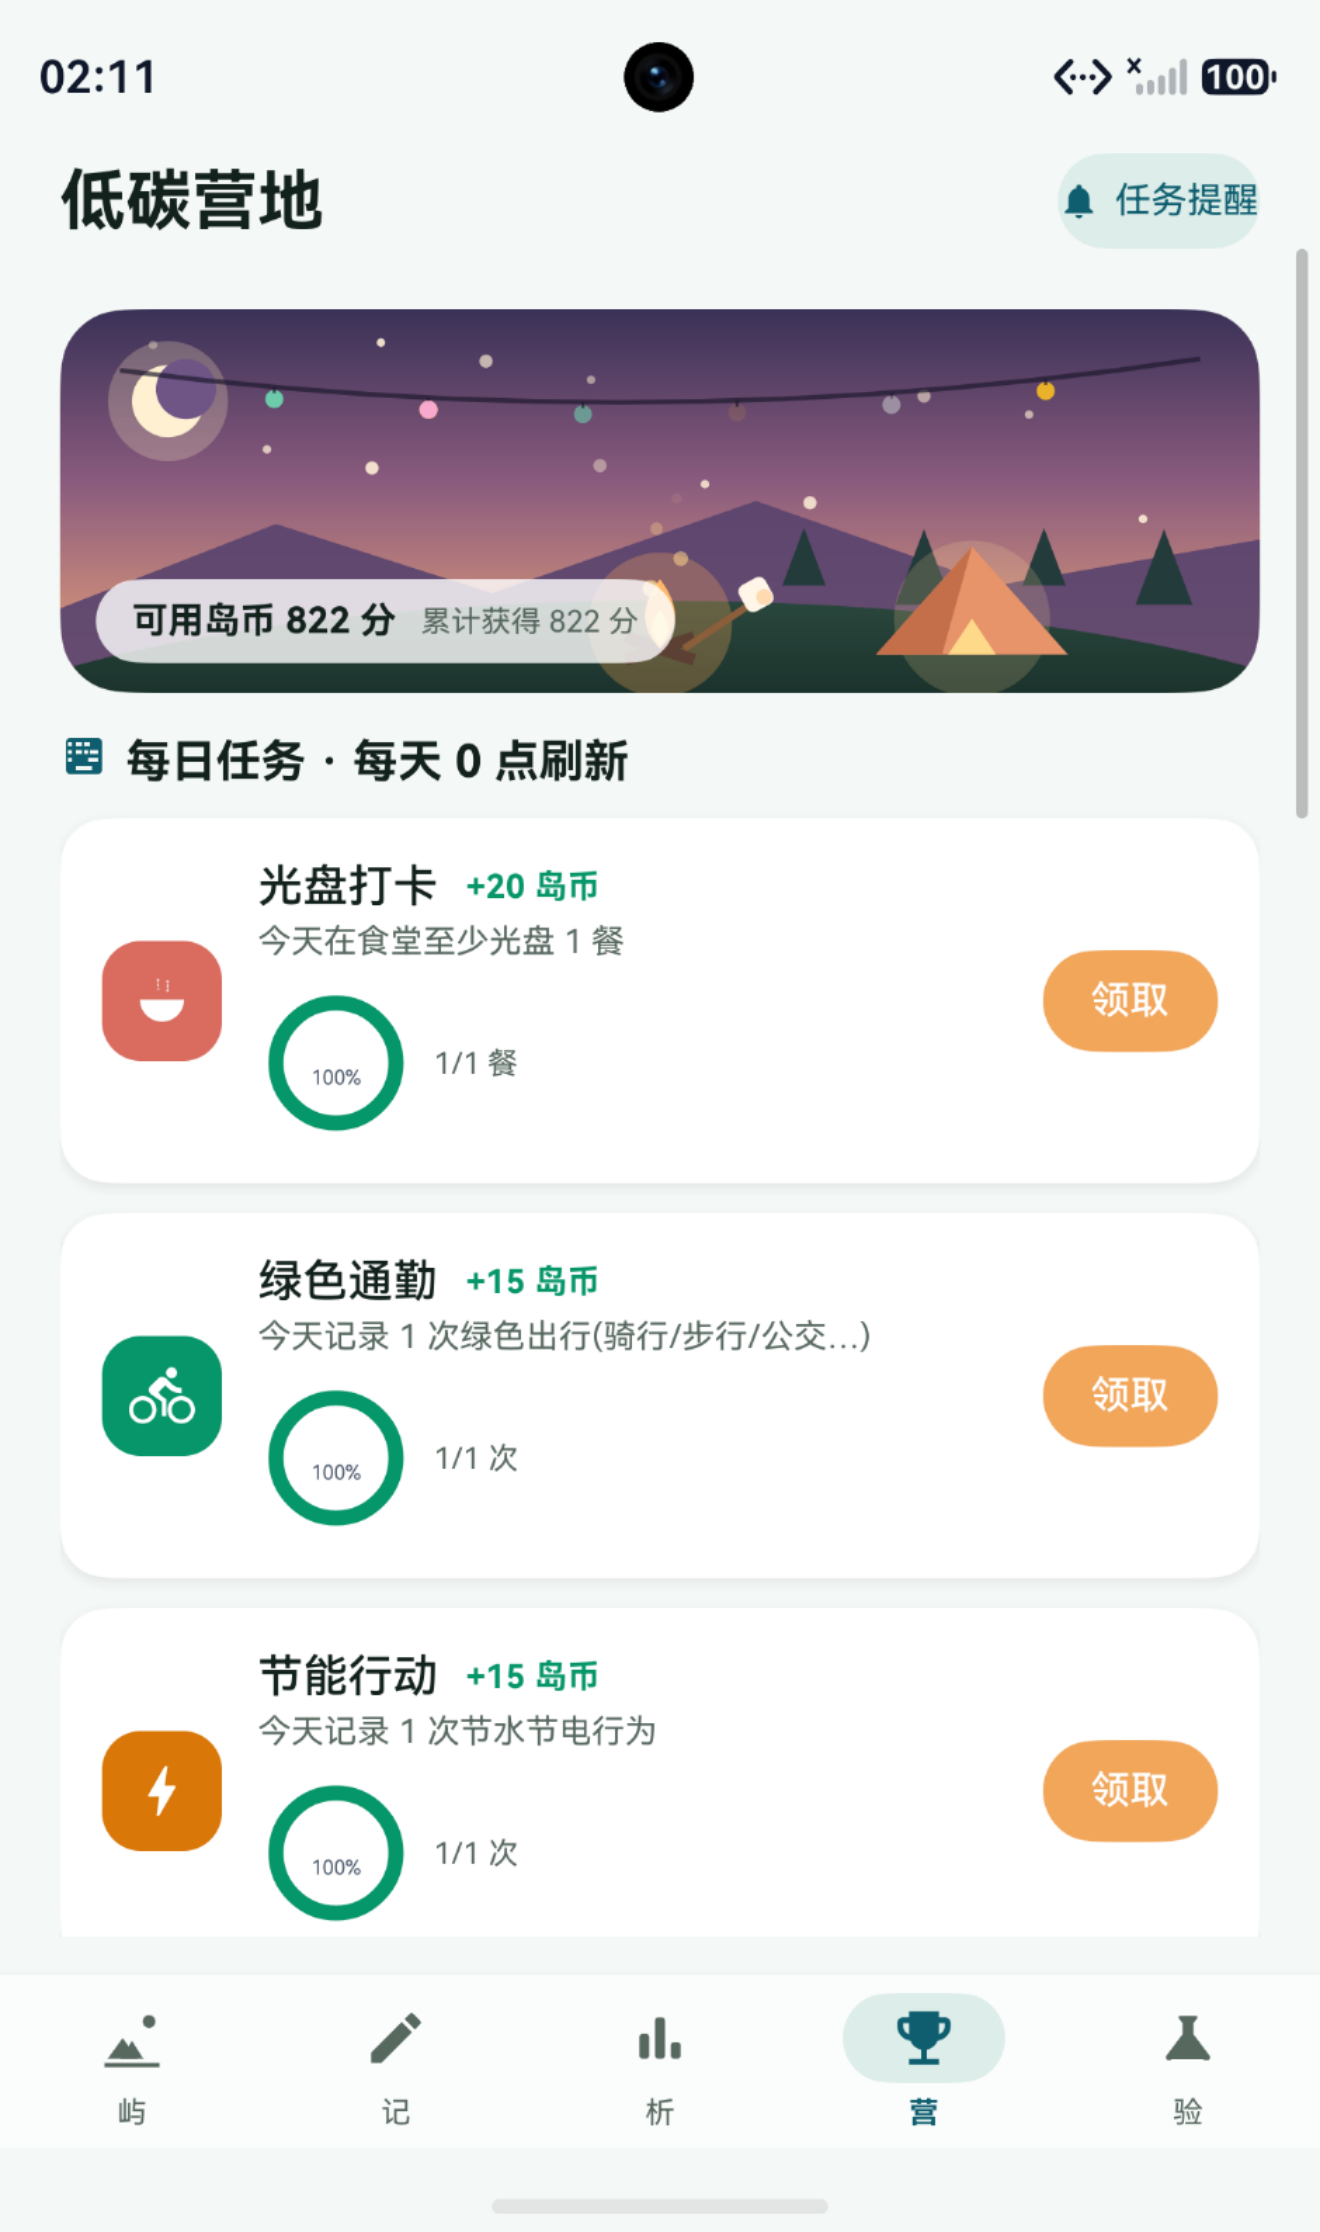 02:11
100
低碳营地
任务提醒
可用岛币 822 分 累计获得 822 分
每日任务 · 每天 0 点刷新
光盘打卡 +20 岛币
今天在食堂至少光盘 1 餐
领取
100% 1/1 餐
绿色通勤 +15 岛币
今天记录 1 次绿色出行(骑行/步行/公交...)
领取
100% 1/1 次
节能行动 +15 岛币
今天记录 1 次节水节电行为
领取
100% 1/1 次
屿 记 析 营 验